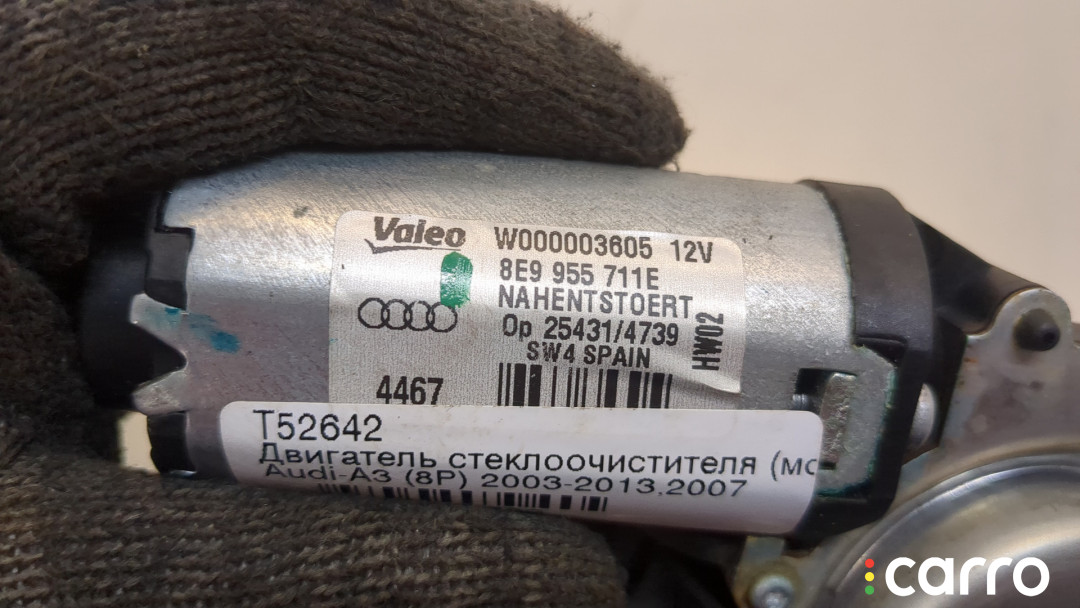 Valeo W000003605 12V
8E9 955 711E
NAHENTSTOERT
Op 25431/4739
SW4 SPAIN
HW02
4467
T52642
Двигатель стеклоочистителя (мо
Audi-A3 (8P) 2003-2013,2007
carro